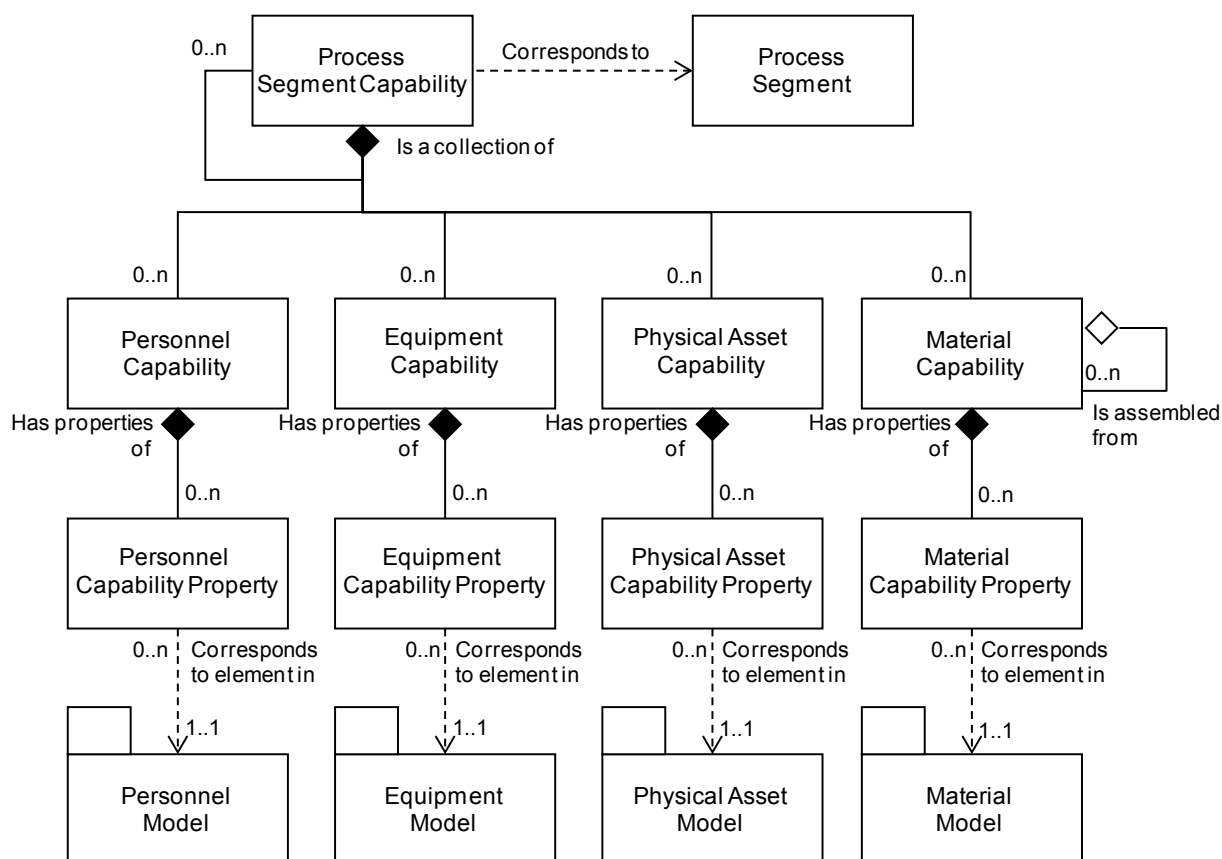 0..n
Process
Segment Capability
Corresponds to
Process
Segment
Is a collection of
0..n
0..n
0..n
0..n
Personnel
Capability
Equipment
Capability
Physical Asset
Capability
Material
Capability
0..n
Is assembled
from
Has properties
of
Has properties
of
Has properties
of
Has properties
of
0..n
0..n
0..n
0..n
Personnel
Capability Property
Equipment
Capability Property
Physical Asset
Capability Property
Material
Capability Property
0..n
Corresponds
to element in
0..n
Corresponds
to element in
0..n
Corresponds
to element in
0..n
Corresponds
to element in
1..1
1..1
1..1
1..1
Personnel
Model
Equipment
Model
Physical Asset
Model
Material
Model